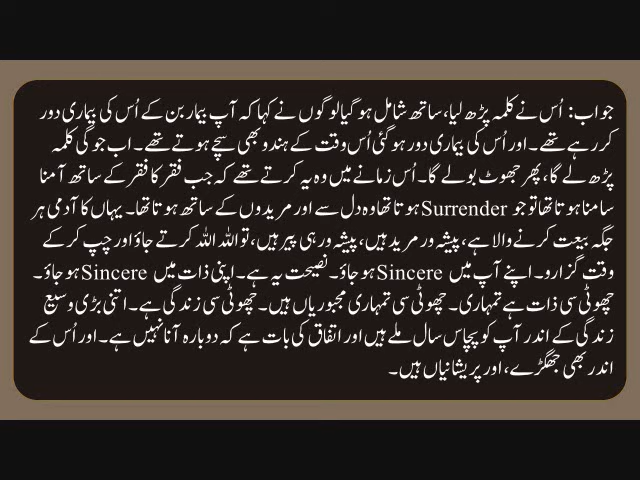 جواب: اُس نے کلمہ پڑھ لیا، ساتھ شامل ہو گیا لوگوں نے کہا کہ آپ بیمار بن کے اُس کی بیماری دور
کر رہے تھے۔ اور اُس کی بیماری دور ہو گئی اُس وقت کے ہندو بھی سچے ہوتے تھے۔ اب جوگی کلمہ
پڑھ لے گا، پھر جھوٹ بولے گا۔ اُس زمانے میں وہ یہ کرتے تھے کہ جب فقر کا فقر کے ساتھ آمنا
سامنا ہوتا تھا تو جو Surrender ہوتا تھا وہ دل سے اور مریدوں کے ساتھ ہوتا تھا۔ یہاں کا آدمی ہر
جگہ بیعت کرنے والا ہے، پیشہ ور مرید ہیں، پیشہ ور ہی پیر ہیں، تو اللہ اللہ کرتے جاؤ اور چپ کر کے
وقت گزارو۔ اپنے آپ میں Sincere ہو جاؤ۔ نصیحت یہ ہے۔ اپنی ذات میں Sincere ہو جاؤ۔
چھوٹی سی ذات ہے تمہاری۔ چھوٹی سی تمہاری مجبوریاں ہیں۔ چھوٹی سی زندگی ہے۔ اتنی بڑی وسیع
زندگی کے اندر آپ کو پچاس سال ملے ہیں اور اتفاق کی بات ہے کہ دوبارہ آنا نہیں ہے۔ اور اُس کے
اندر بھی جھگڑے، اور پریشانیاں ہیں۔